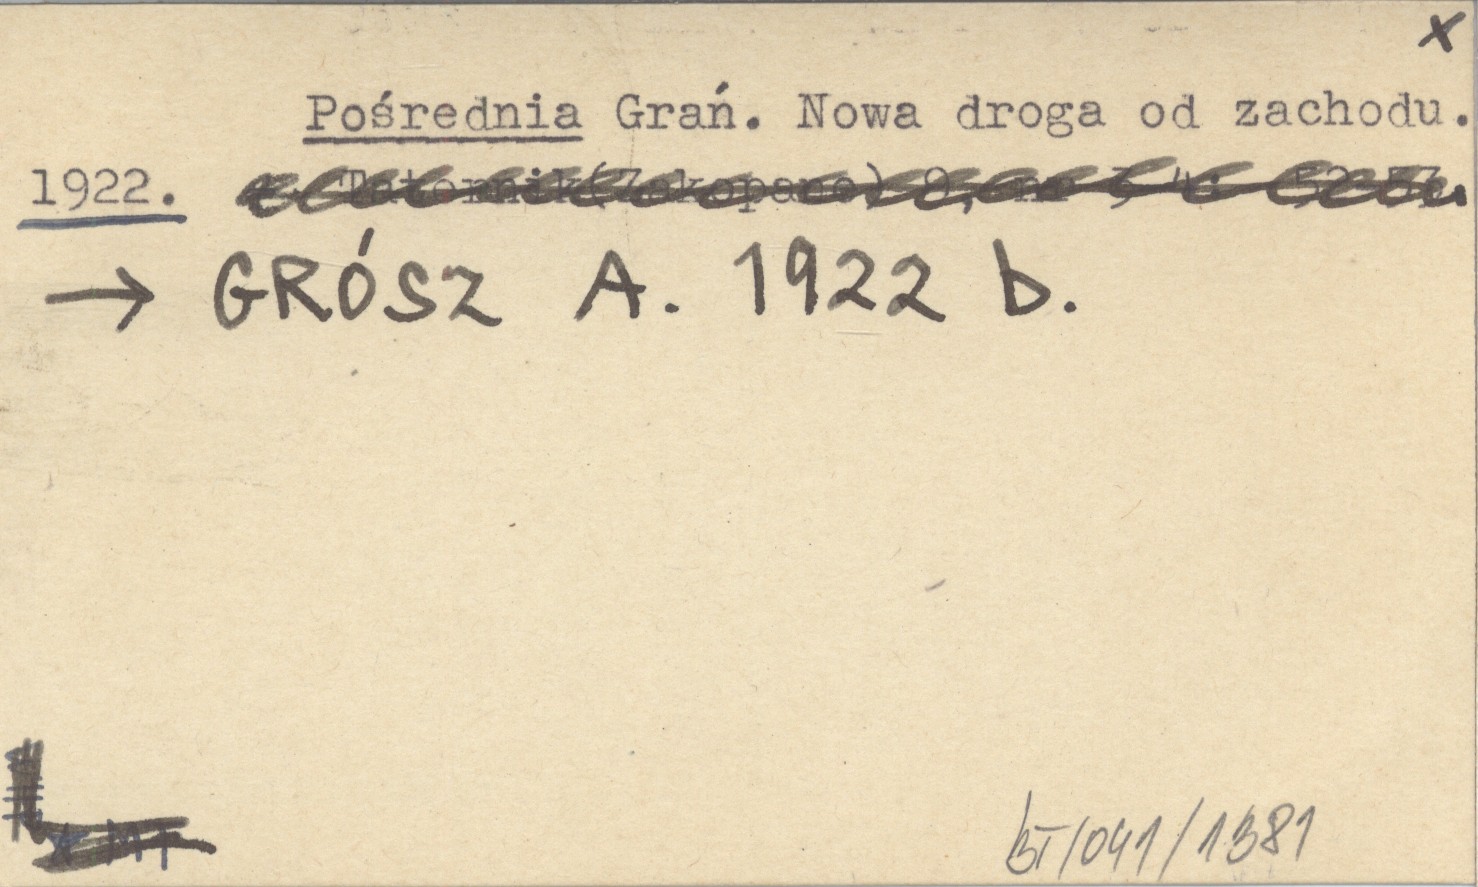 x
Pośrednia Grań. Nowa droga od zachodu.
1922.
→ GRÓSZ A. 1922 b.
BT/041/1381